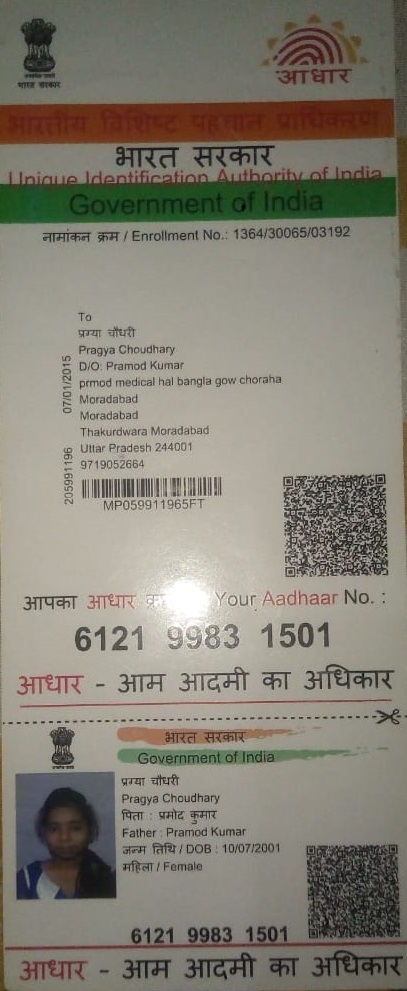 भारत सरकार
आधार
भारतीय विशिष्ट पहचान प्राधिकरण
भारत सरकार
Unique Identification Authority of India
Government of India
नामांकन क्रम / Enrollment No.: 1364/30065/03192
To
प्रग्या चौधरी
Pragya Choudhary
D/O: Pramod Kumar
prmod medical hal bangla gow choraha
Moradabad
Moradabad
Thakurdwara Moradabad
Uttar Pradesh 244001
9719052664
07/01/2015
205991196
MP059911965FT
आपका आधार Your Aadhaar No. :
6121 9983 1501
आधार - आम आदमी का अधिकार
भारत सरकार
Government of India
प्रग्या चौधरी
Pragya Choudhary
पिता : प्रमोद कुमार
Father : Pramod Kumar
जन्म तिथि / DOB : 10/07/2001
महिला / Female
6121 9983 1501
आधार - आम आदमी का अधिकार